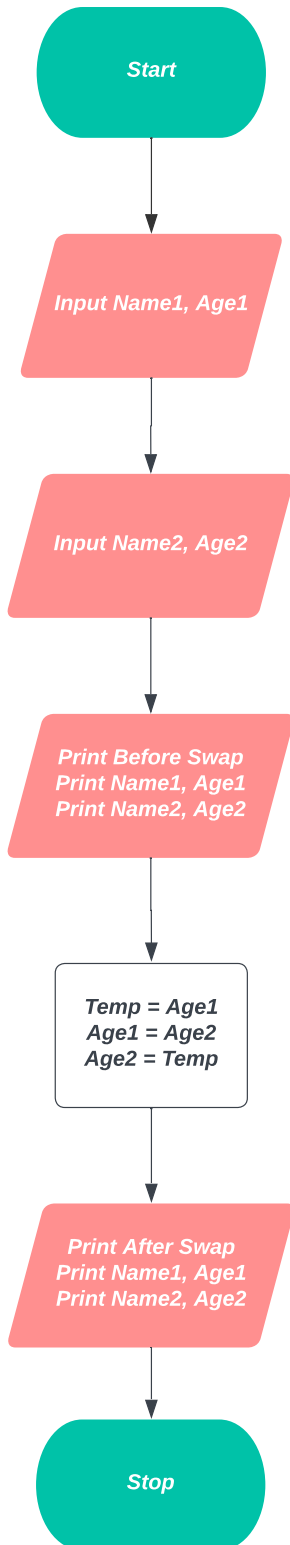 Start
Input Name1, Age1
Input Name2, Age2
Print Before Swap
Print Name1, Age1
Print Name2, Age2
Temp = Age1
Age1 = Age2
Age2 = Temp
Print After Swap
Print Name1, Age1
Print Name2, Age2
Stop